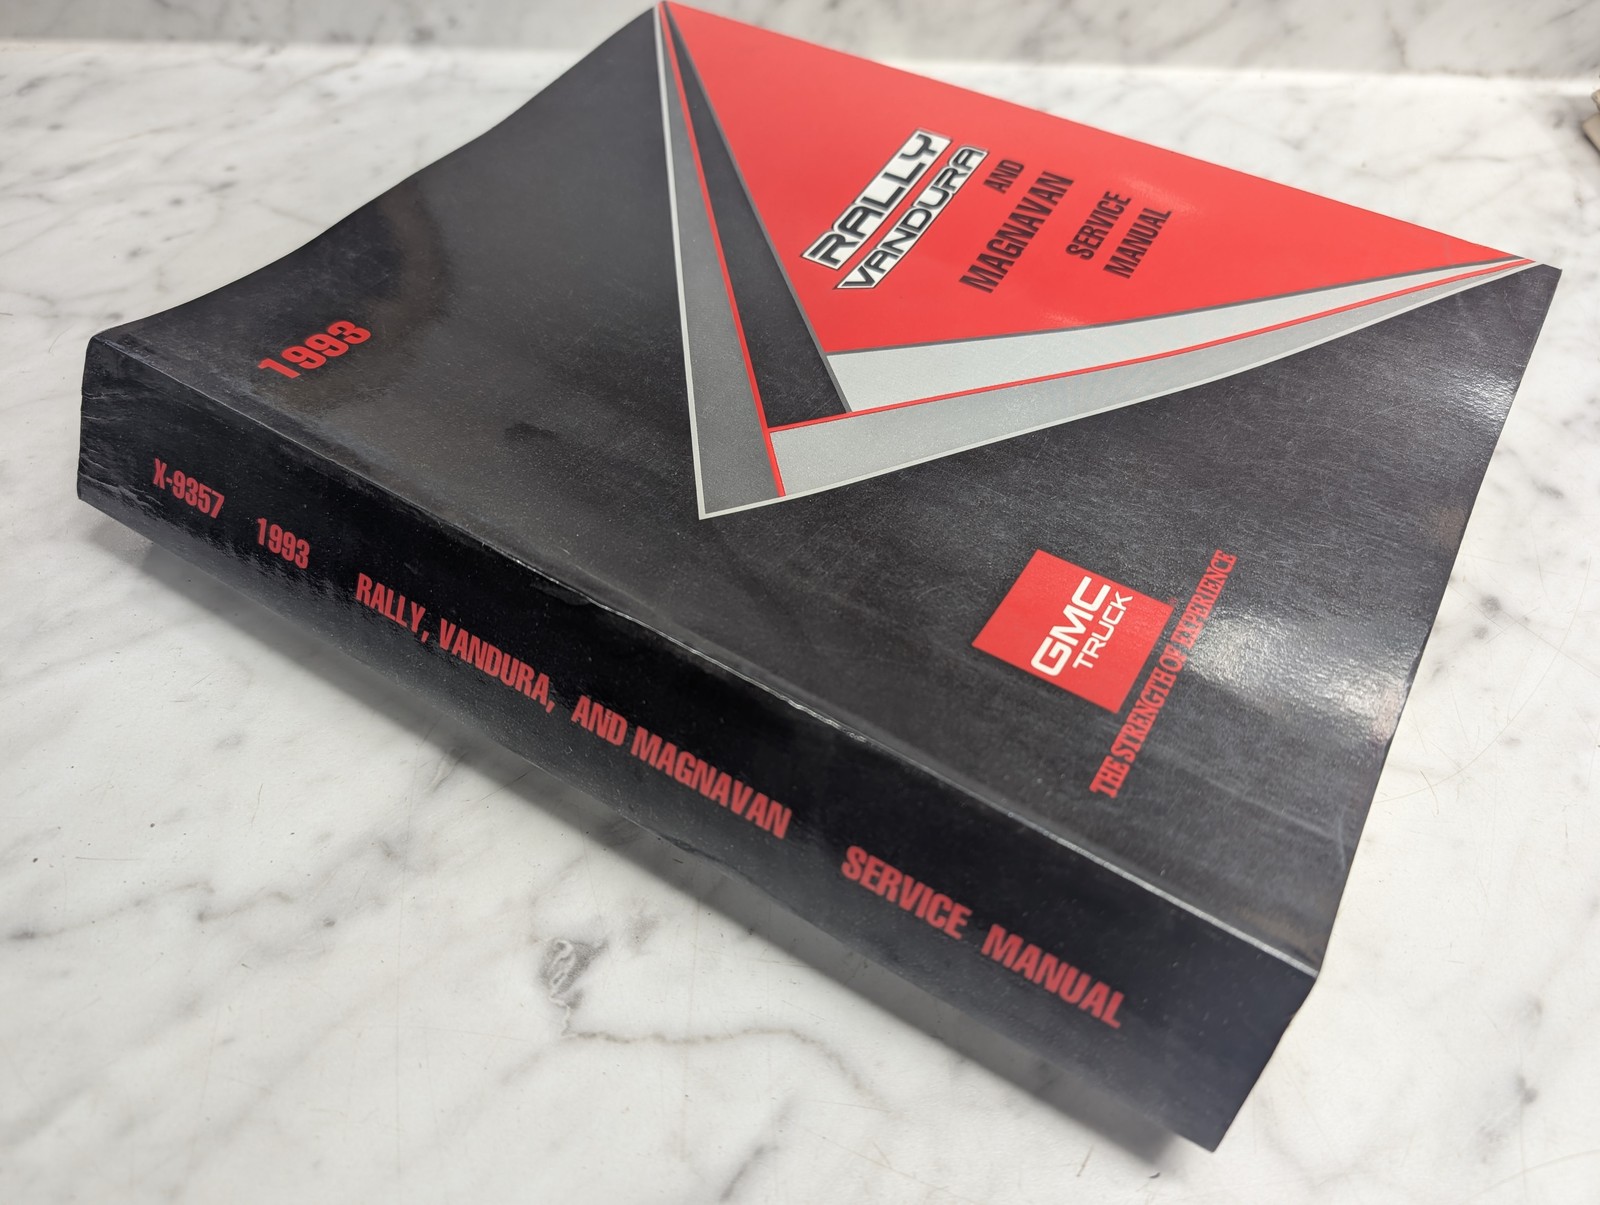 RALLY
VANDURA
AND
MAGNAVAN
SERVICE
MANUAL
1993
GMC
TRUCK
THE STRENGTH OF EXPERIENCE
X-9357 1993 RALLY, VANDURA, AND MAGNAVAN SERVICE MANUAL